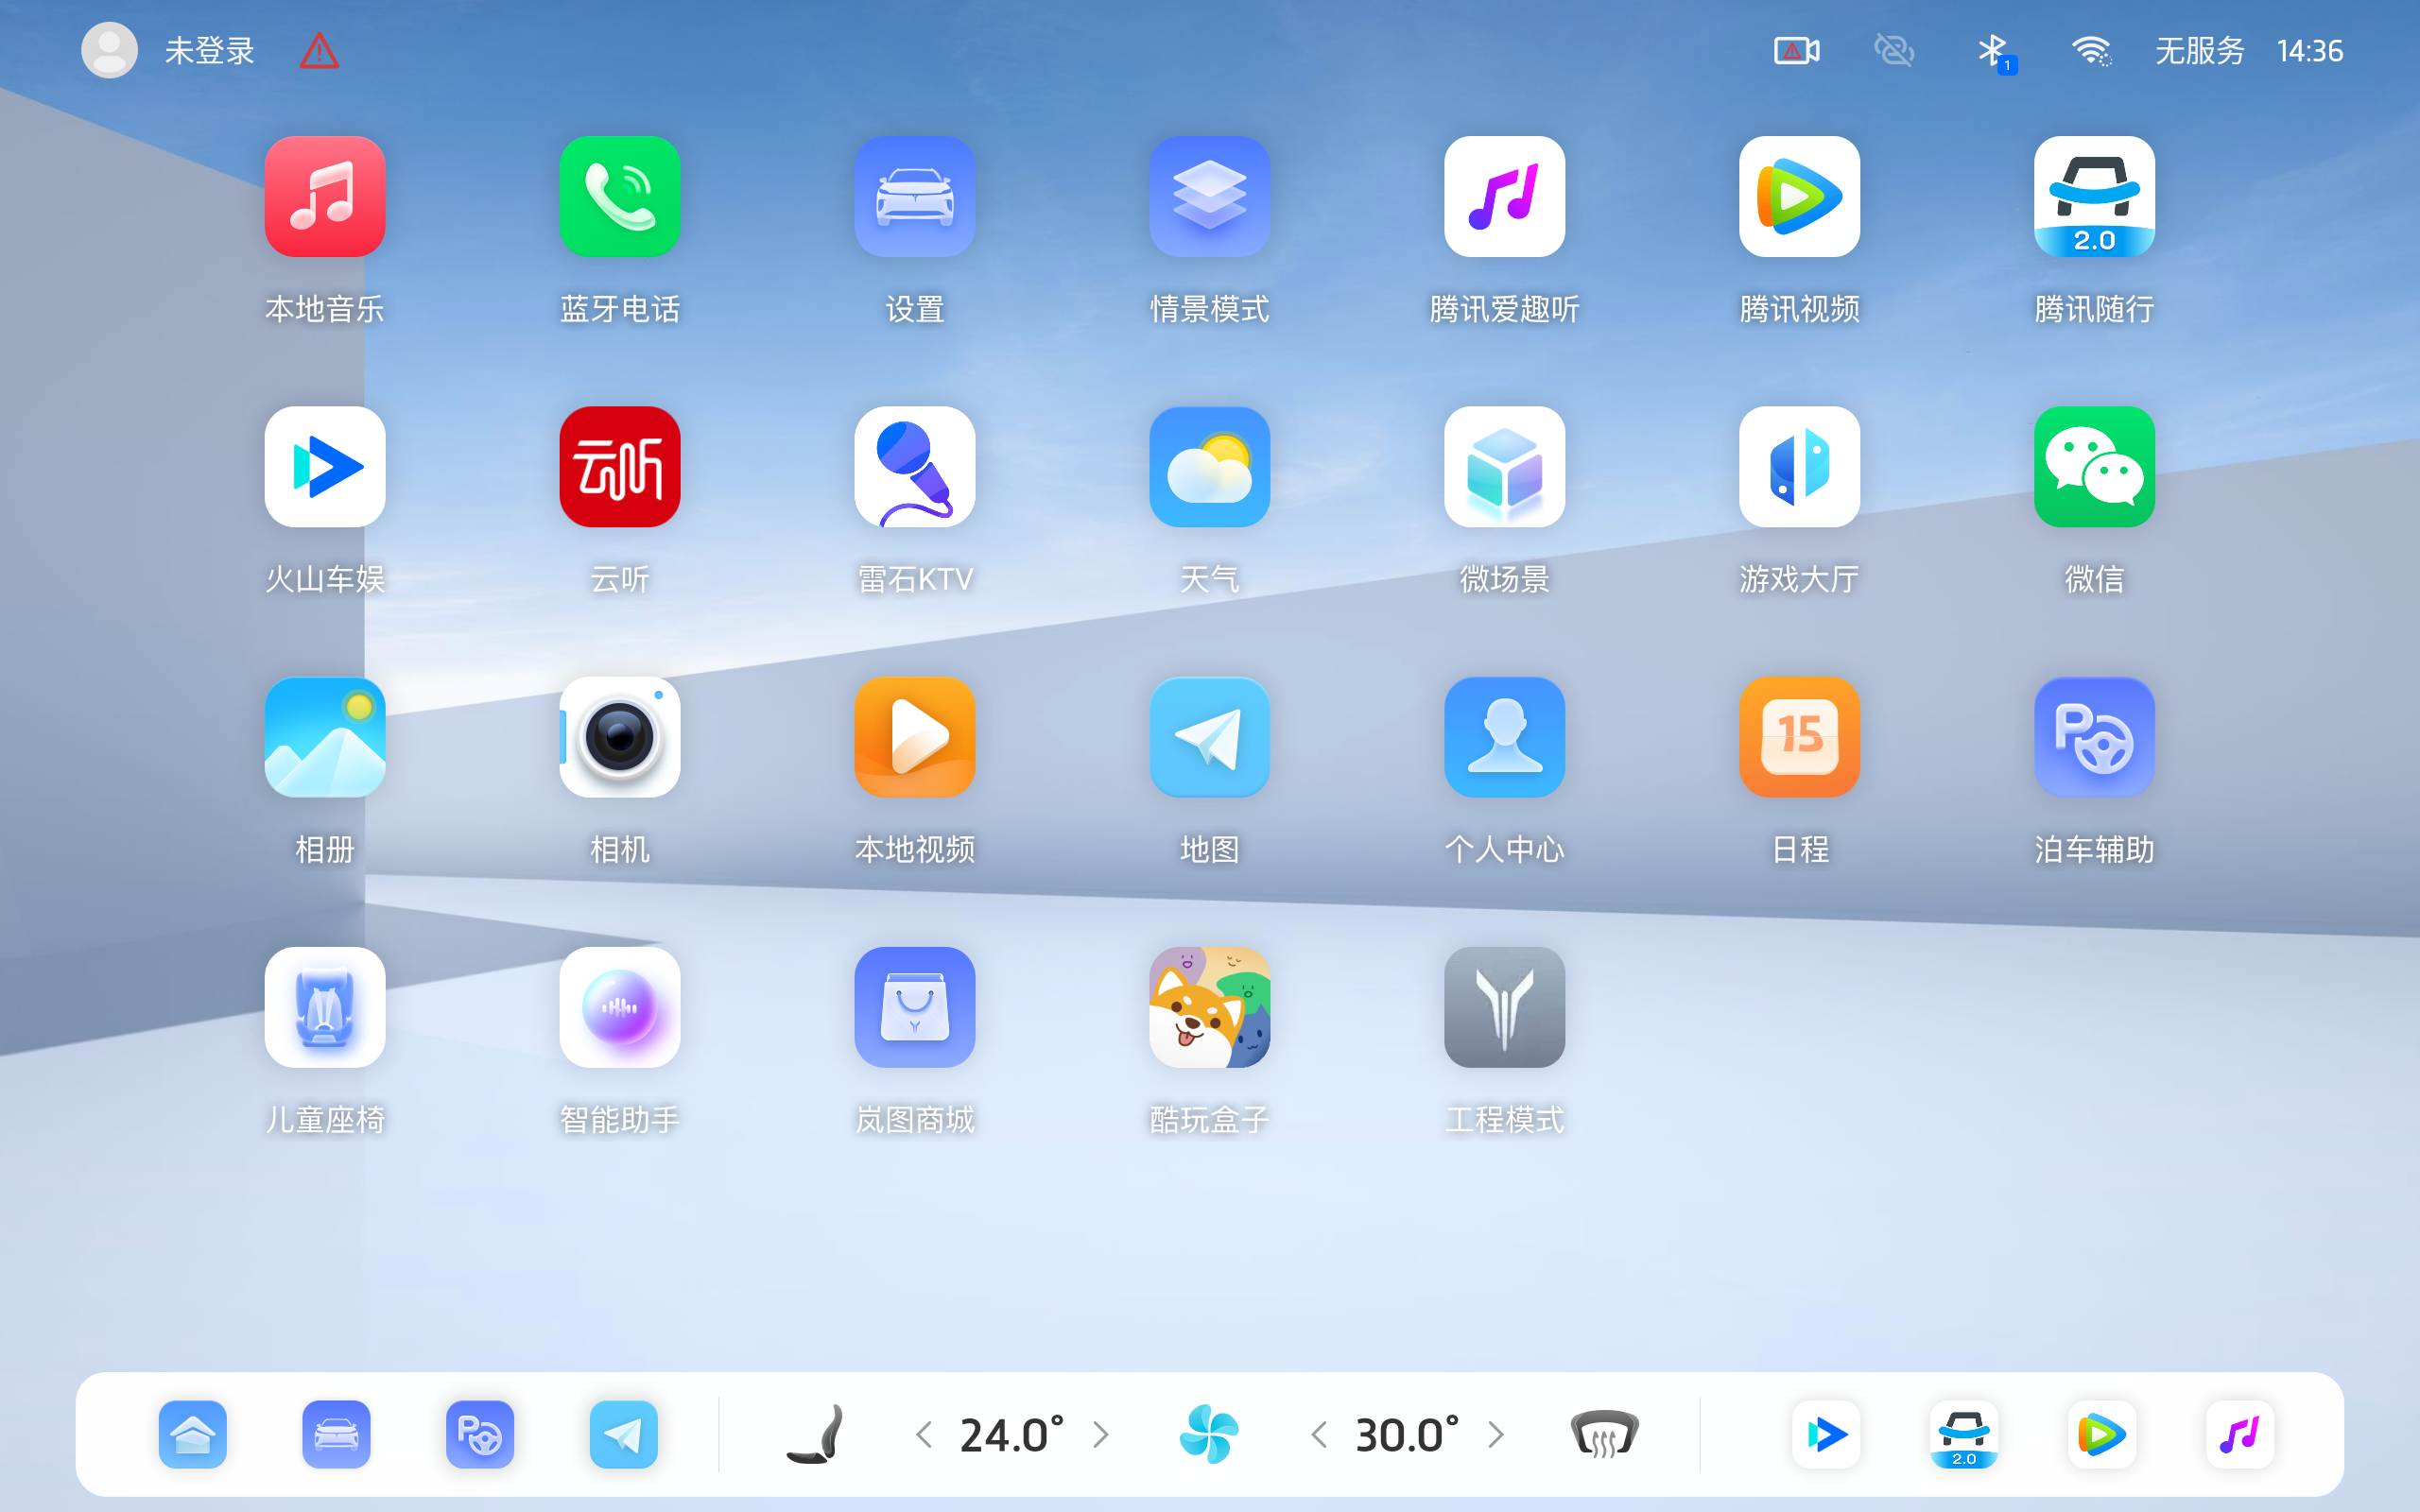 未登录
1
无服务 14:36
本地音乐 蓝牙电话 设置 情景模式 腾讯爱趣听 腾讯视频 2.0 腾讯随行
云听
火山车娱 云听 雷石KTV 天气 微场景 游戏大厅 微信
15
P
相册 相机 本地视频 地图 个人中心 日程 泊车辅助
儿童座椅 智能助手 岚图商城 酷玩盒子 工程模式
P
24.0° 30.0°
2.0